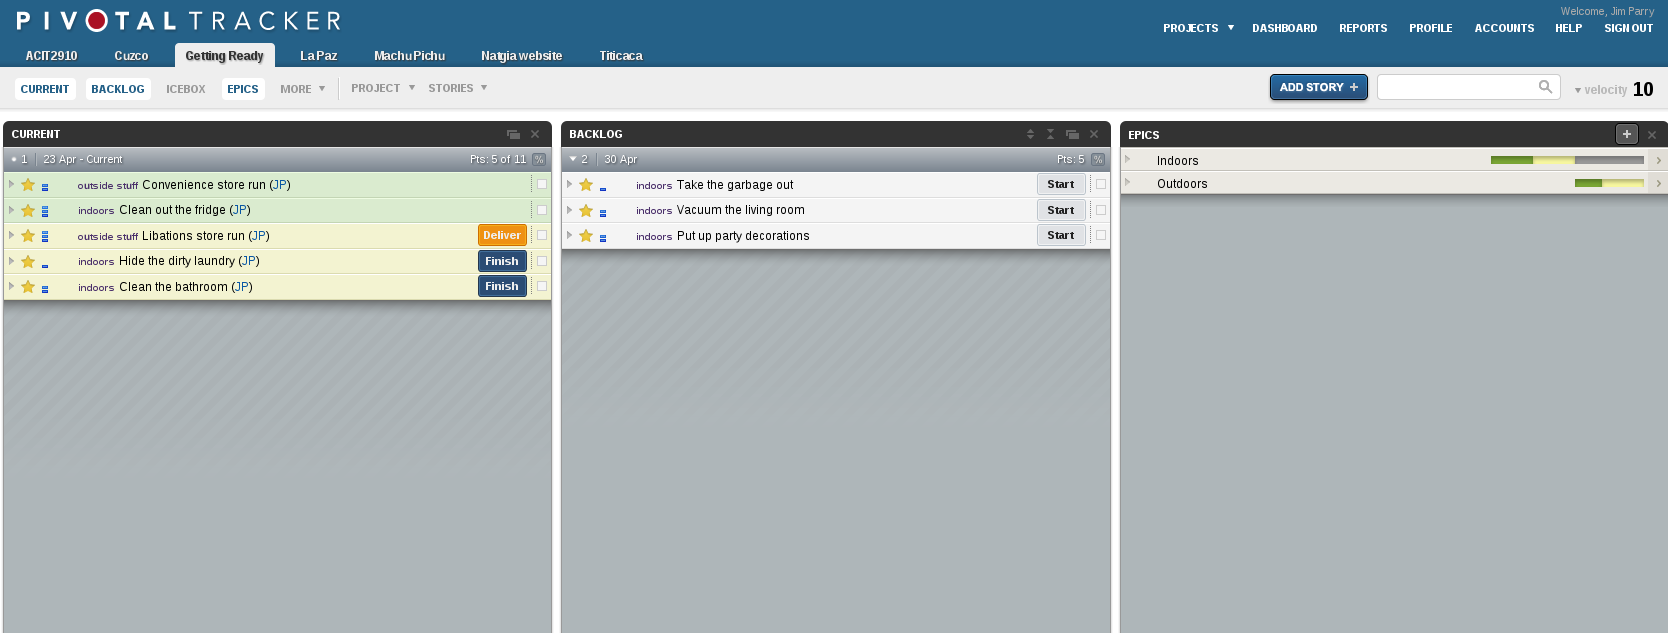 PIVOTAL TRACKER
Welcome, Jim Parry
PROJECTS DASHBOARD REPORTS PROFILE ACCOUNTS HELP SIGN OUT
ACIT2910 Cuzco Getting Ready La Paz Machu Pichu Natgia website Titicaca
CURRENT BACKLOG ICEBOX EPICS MORE PROJECT STORIES ADD STORY + velocity 10
CURRENT
1 23 Apr - Current Pts: 5 of 11 %
outside stuff Convenience store run (JP)
indoors Clean out the fridge (JP)
outside stuff Libations store run (JP) Deliver
indoors Hide the dirty laundry (JP) Finish
indoors Clean the bathroom (JP) Finish
BACKLOG
2 30 Apr Pts: 5 %
indoors Take the garbage out Start
indoors Vacuum the living room Start
indoors Put up party decorations Start
EPICS +
Indoors
Outdoors